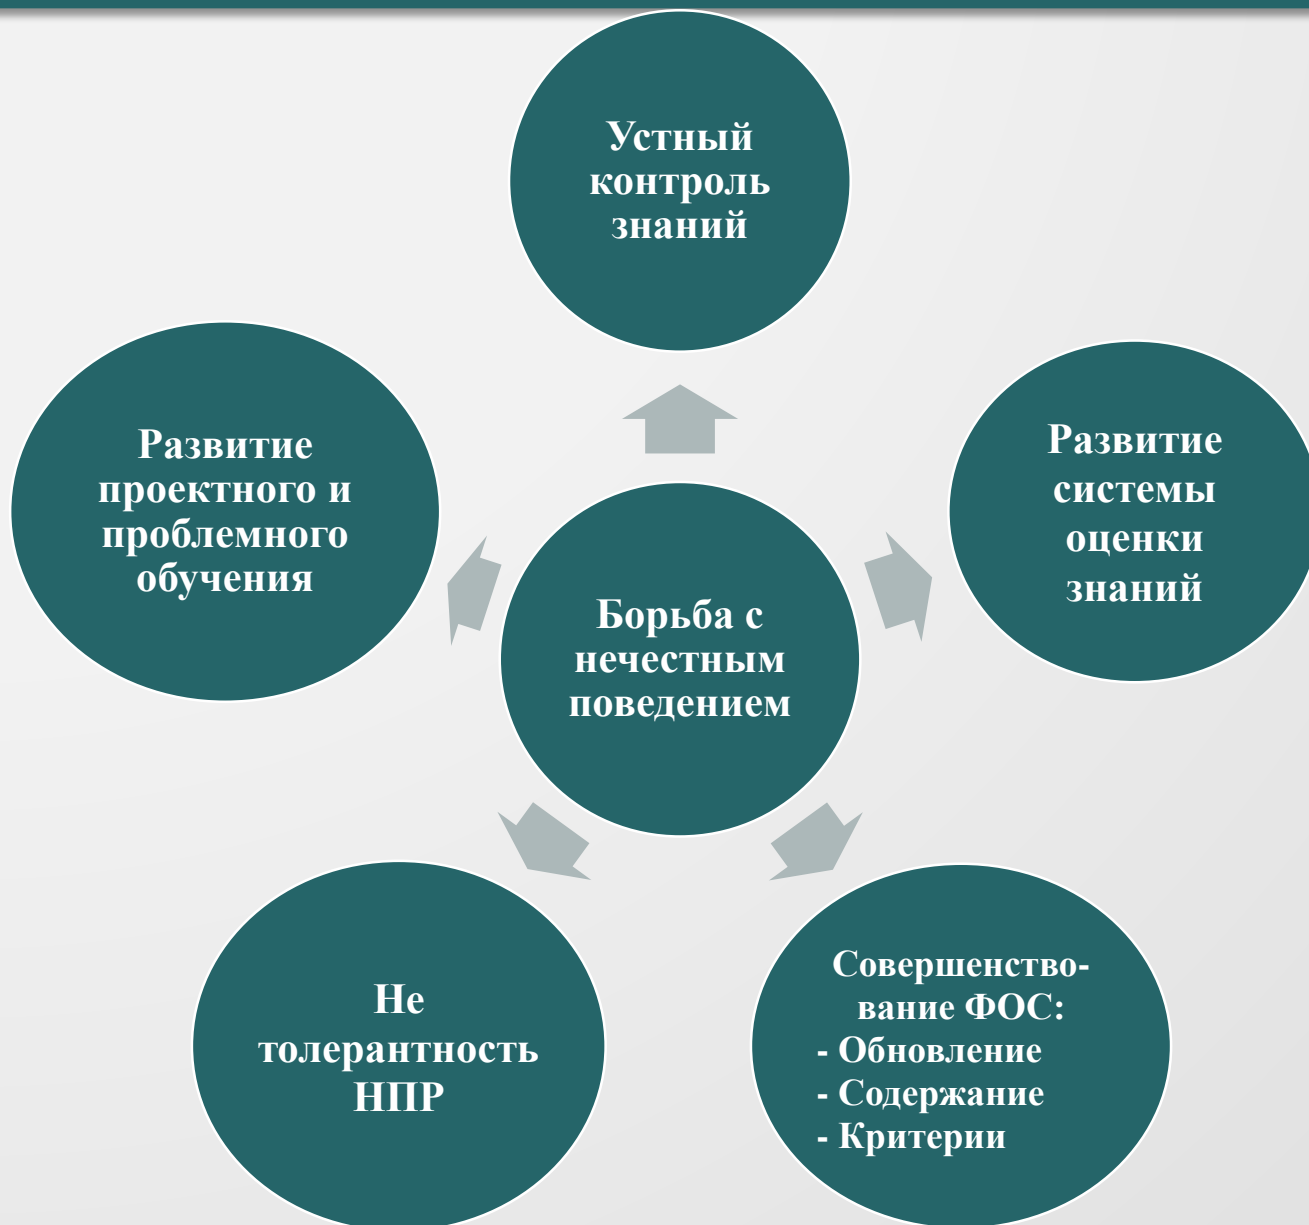 Устный
контроль
знаний
Развитие
проектного и
проблемного
обучения
Развитие
системы
оценки
знаний
Борьба с
нечестным
поведением
Не
толерантность
НПР
Совершенство-
вание ФОС:
- Обновление
- Содержание
- Критерии